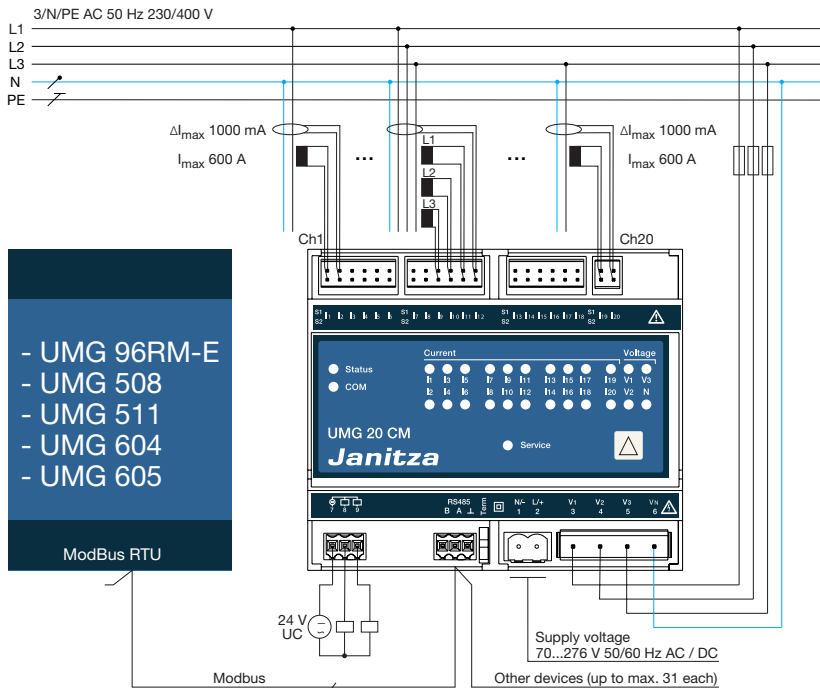 3/N/PE AC 50 Hz 230/400 V
L1
L2
L3
N
PE
ΔImax 1000 mA
Imax 600 A
...
L1
L2
L3
...
ΔImax 1000 mA
Imax 600 A
Ch1
Ch20
S1 S2 I1 I2 I3 I4 I5 I6 S1 S2 I7 I8 I9 I10 I11 I12 S1 S2 I13 I14 I15 I16 I17 I18 S1 S2 I19 I20
- UMG 96RM-E
- UMG 508
- UMG 511
- UMG 604
- UMG 605
ModBus RTU
Current Voltage
Status
COM
I1 I3 I5 I7 I9 I11 I13 I15 I17 I19 V1 V3
I2 I4 I6 I8 I10 I12 I14 I16 I18 I20 V2 N
UMG 20 CM
Janitza
Service
7 8 9
RS485
B A ⊥
Term
N/- L/+
1 2
V1 V2 V3 VN
3 4 5 6
24 V
UC
Supply voltage
70...276 V 50/60 Hz AC / DC
Modbus
Other devices (up to max. 31 each)